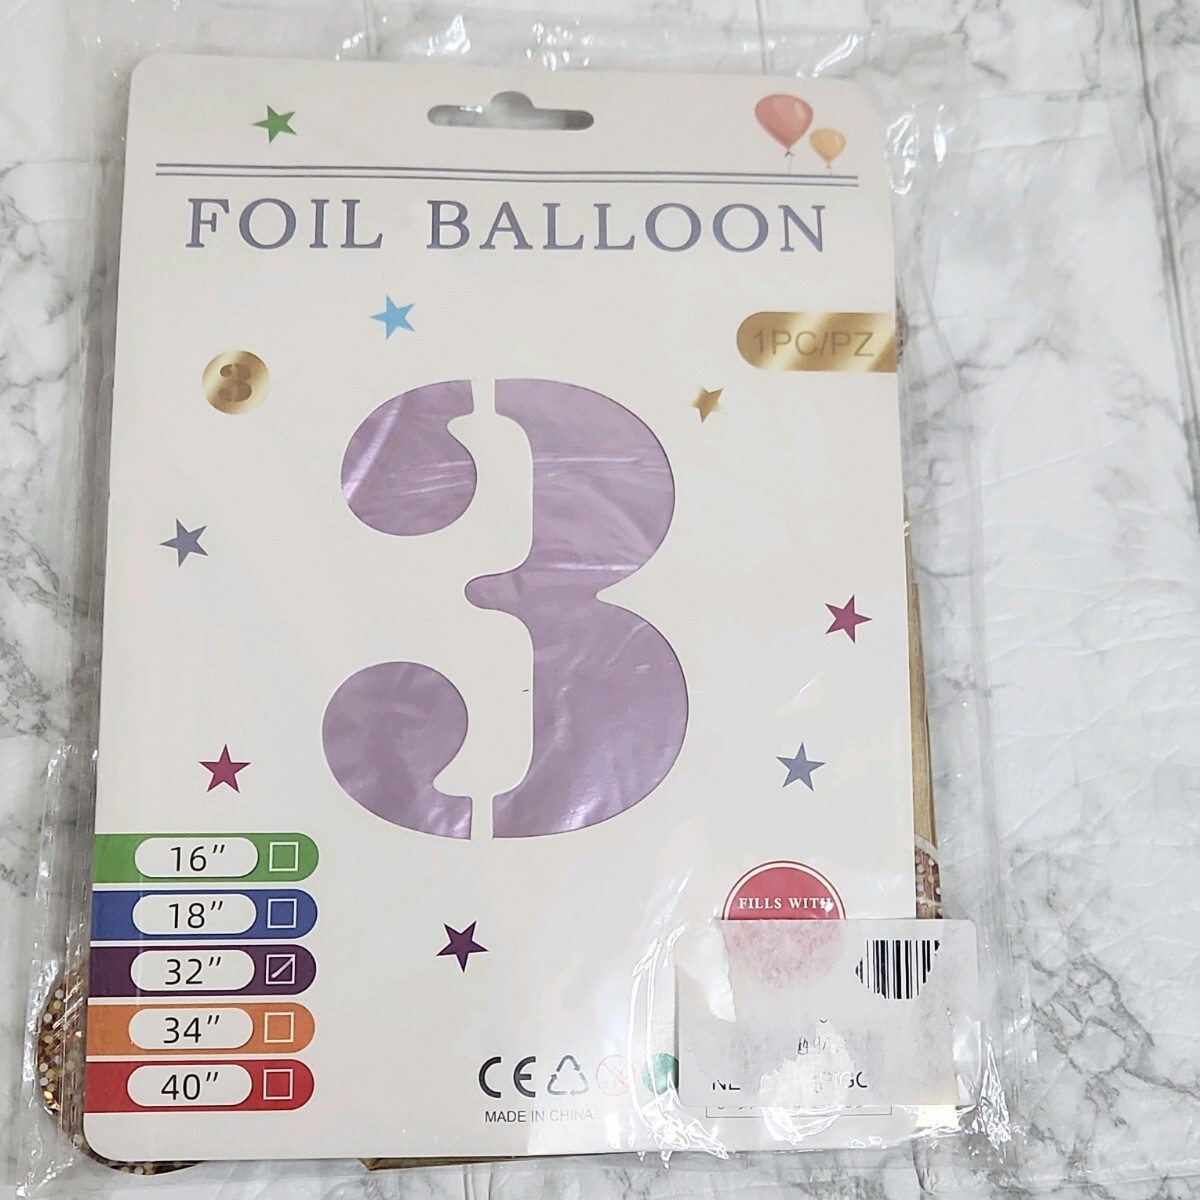 FOIL BALLOON
1PC/PZ
3
3
16”
18”
32”
34”
40”
FILLS WITH
CE
MADE IN CHINA